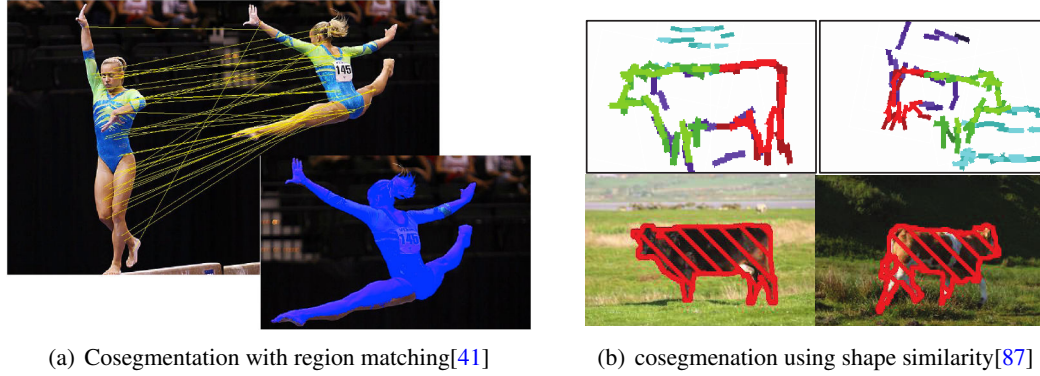 145
145
(a) Cosegmentation with region matching[41]
(b) cosegmenation using shape similarity[87]